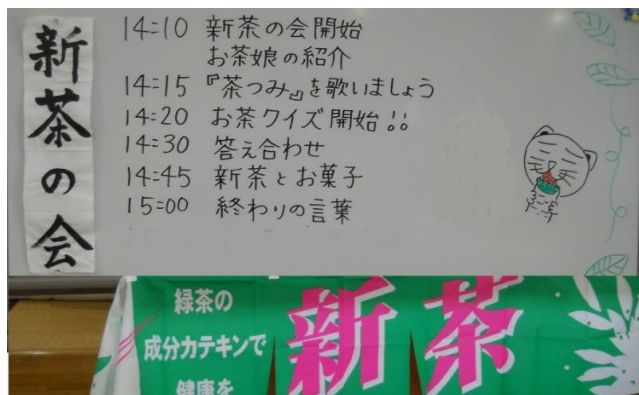 新茶の会
14:10 新茶の会開始
お茶娘の紹介
14:15 『茶つみ』を歌いましょう
14:20 お茶クイズ開始!!
14:30 答え合わせ
14:45 新茶とお菓子
15:00 終わりの言葉
緑茶の
成分カテキンで
健康を
新茶